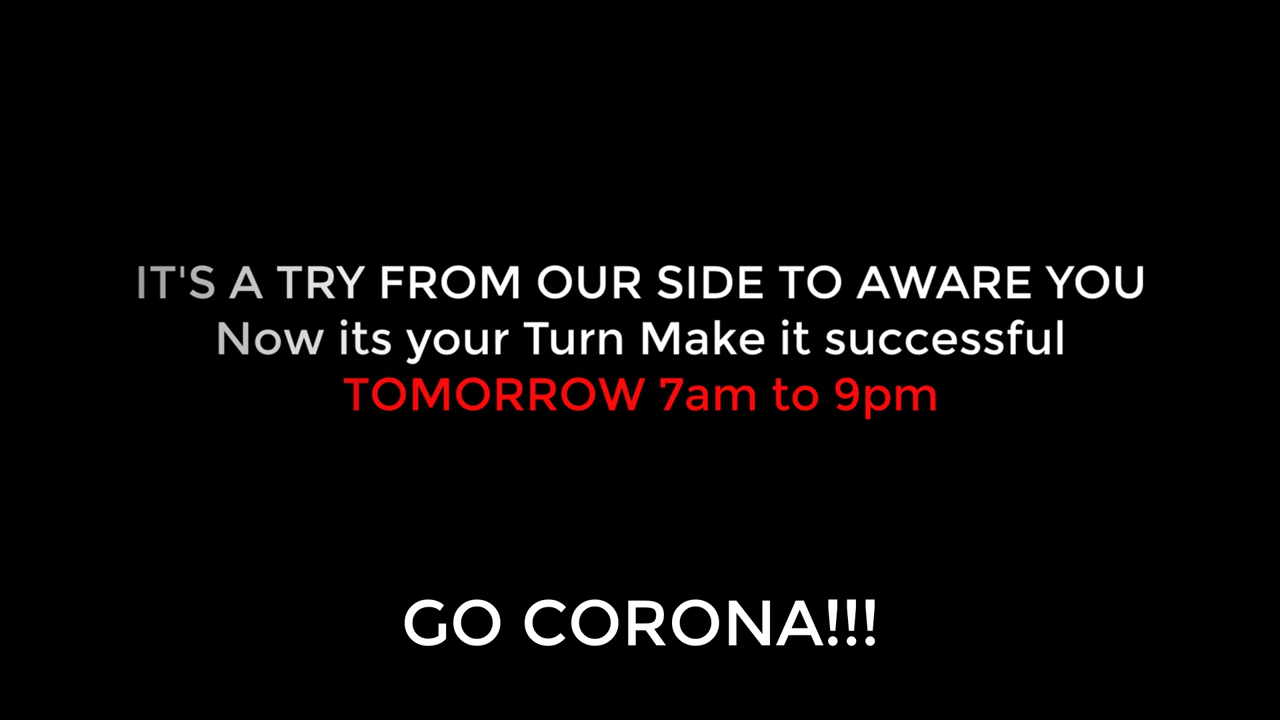 IT'S A TRY FROM OUR SIDE TO AWARE YOU
Now its your Turn Make it successful
TOMORROW 7am to 9pm
GO CORONA!!!